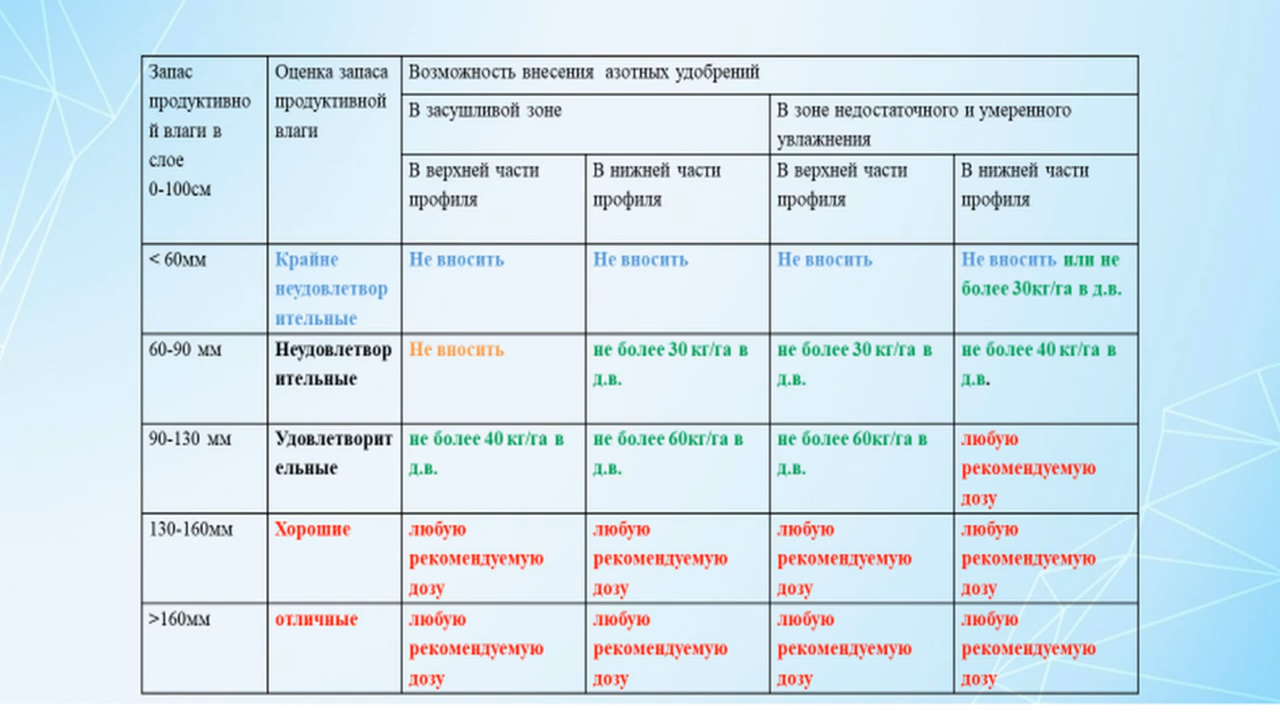 Запас
продуктивно
й влаги в
слое
0-100см
Оценка запаса
продуктивной
влаги
Возможность внесения азотных удобрений
В засушливой зоне
В зоне недостаточного и умеренного
увлажнения
В верхней части
профиля
В нижней части
профиля
В верхней части
профиля
В нижней части
профиля
< 60мм
Крайне
неудовлетвор
ительные
Не вносить
Не вносить
Не вносить
Не вносить или не
более 30кг/га в д.в.
60-90 мм
Неудовлетвор
ительные
Не вносить
не более 30 кг/га в
д.в.
не более 30 кг/га в
д.в.
не более 40 кг/га в
д.в.
90-130 мм
Удовлетворит
ельные
не более 40 кг/га в
д.в.
не более 60кг/га в
д.в.
не более 60кг/га в
д.в.
любую
рекомендуемую
дозу
130-160мм
Хорошие
любую
рекомендуемую
дозу
любую
рекомендуемую
дозу
любую
рекомендуемую
дозу
любую
рекомендуемую
дозу
>160мм
отличные
любую
рекомендуемую
дозу
любую
рекомендуемую
дозу
любую
рекомендуемую
дозу
любую
рекомендуемую
дозу